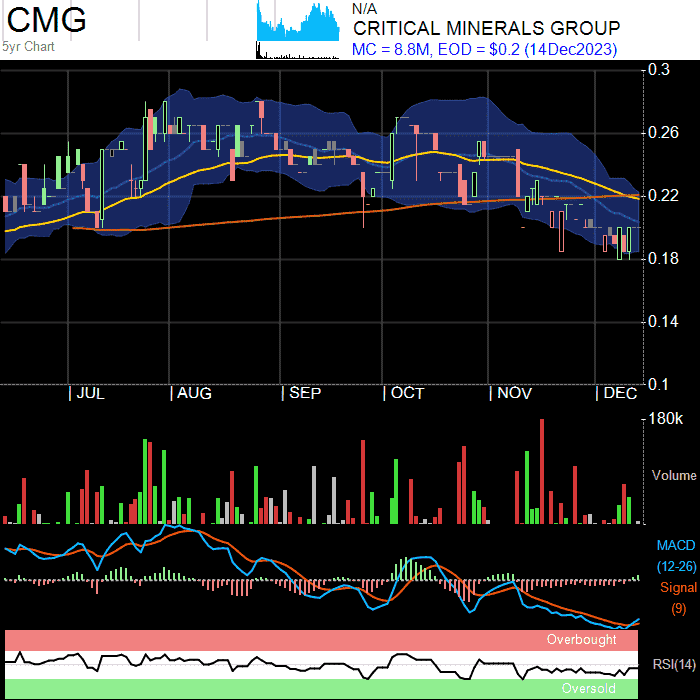 CMG
5yr Chart
N/A
CRITICAL MINERALS GROUP
MC = 8.8M, EOD = $0.2 (14Dec2023)
0.3
0.26
0.22
0.18
0.14
0.1
JUL AUG SEP OCT NOV DEC
180k
Volume
MACD
(12-26)
Signal
(9)
Overbought
RSI(14)
Oversold